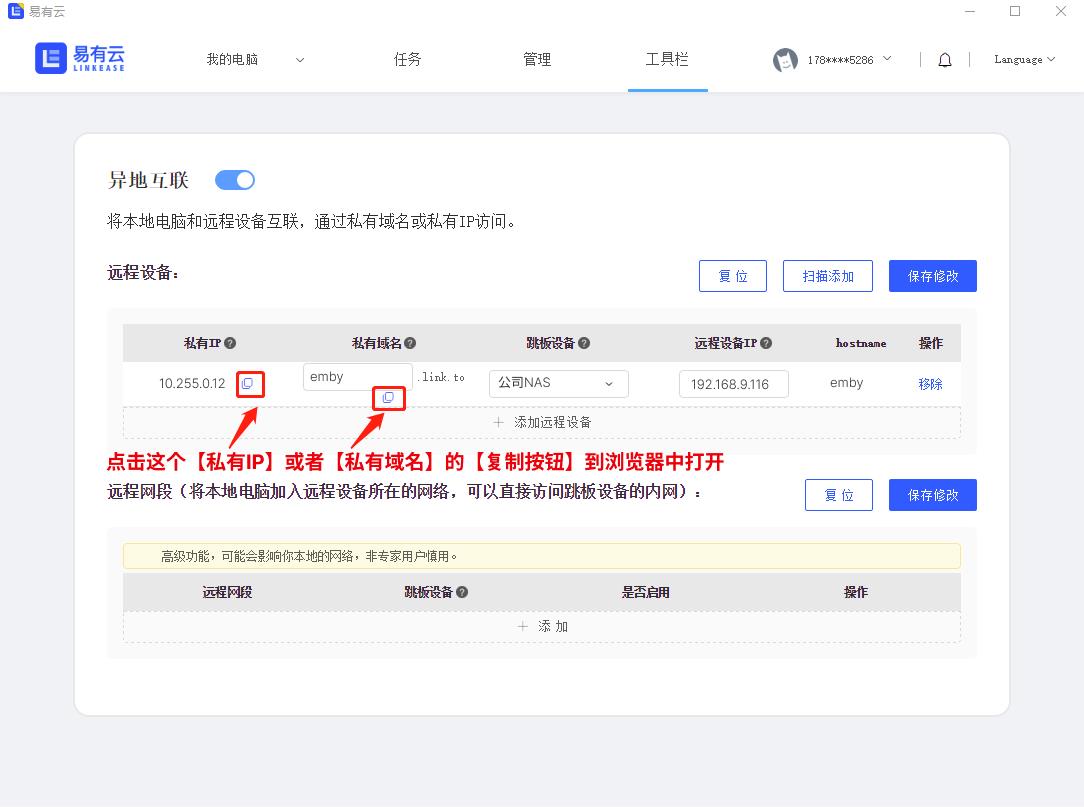 易有云
易有云 LINKEASE 我的电脑 任务 管理 工具栏 178****5286 Language
异地互联
将本地电脑和远程设备互联，通过私有域名或私有IP访问。
远程设备： 复 位 扫描添加 保存修改
私有IP 私有域名 跳板设备 远程设备IP hostname 操作
10.255.0.12 emby .link.to 公司NAS 192.168.9.116 emby 移除
＋ 添加远程设备
点击这个【私有IP】或者【私有域名】的【复制按钮】到浏览器中打开
远程网段（将本地电脑加入远程设备所在的网络，可以直接访问跳板设备的内网）： 复 位 保存修改
高级功能，可能会影响你本地的网络，非专家用户慎用。
远程网段 跳板设备 是否启用 操作
＋ 添 加